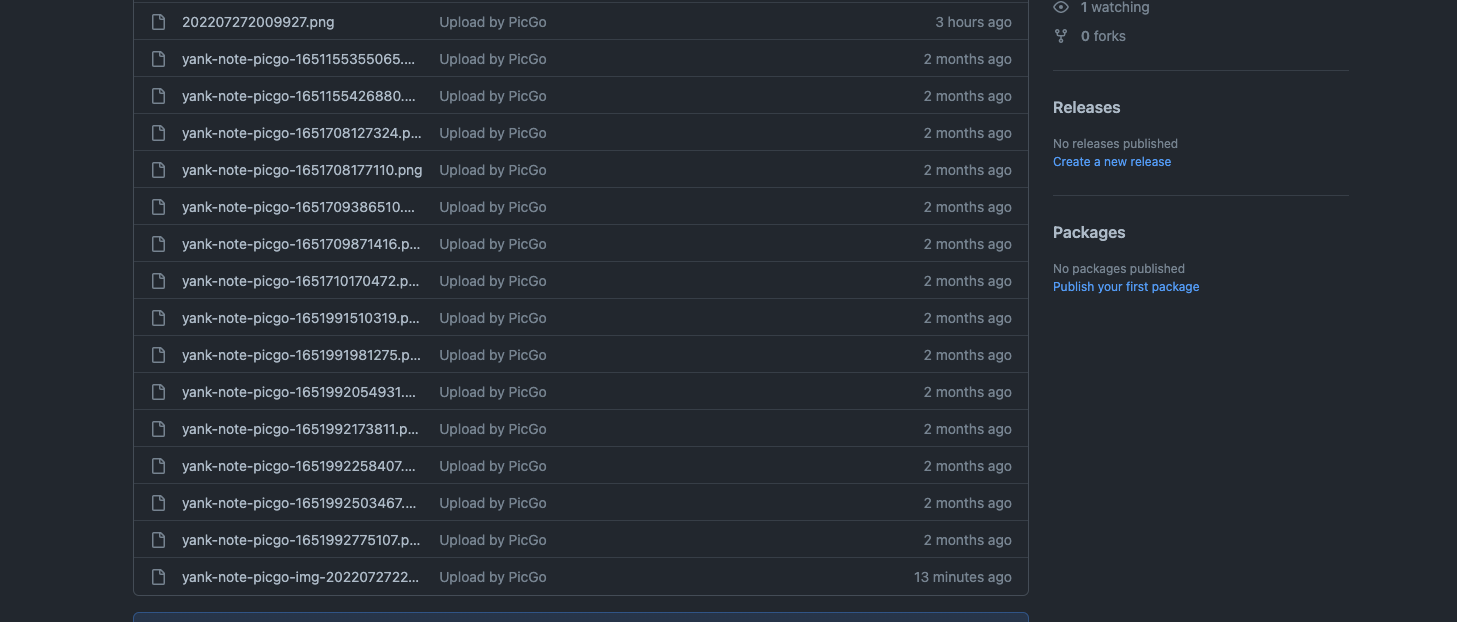 202207272009927.png Upload by PicGo 3 hours ago
yank-note-picgo-1651155355065.... Upload by PicGo 2 months ago
yank-note-picgo-1651155426880.... Upload by PicGo 2 months ago
yank-note-picgo-1651708127324.p... Upload by PicGo 2 months ago
yank-note-picgo-1651708177110.png Upload by PicGo 2 months ago
yank-note-picgo-1651709386510.... Upload by PicGo 2 months ago
yank-note-picgo-1651709871416.p... Upload by PicGo 2 months ago
yank-note-picgo-1651710170472.p... Upload by PicGo 2 months ago
yank-note-picgo-1651991510319.p... Upload by PicGo 2 months ago
yank-note-picgo-1651991981275.p... Upload by PicGo 2 months ago
yank-note-picgo-1651992054931.... Upload by PicGo 2 months ago
yank-note-picgo-1651992173811.p... Upload by PicGo 2 months ago
yank-note-picgo-1651992258407.... Upload by PicGo 2 months ago
yank-note-picgo-1651992503467.... Upload by PicGo 2 months ago
yank-note-picgo-1651992775107.p... Upload by PicGo 2 months ago
yank-note-picgo-img-2022072722... Upload by PicGo 13 minutes ago
1 watching
0 forks
Releases
No releases published
Create a new release
Packages
No packages published
Publish your first package